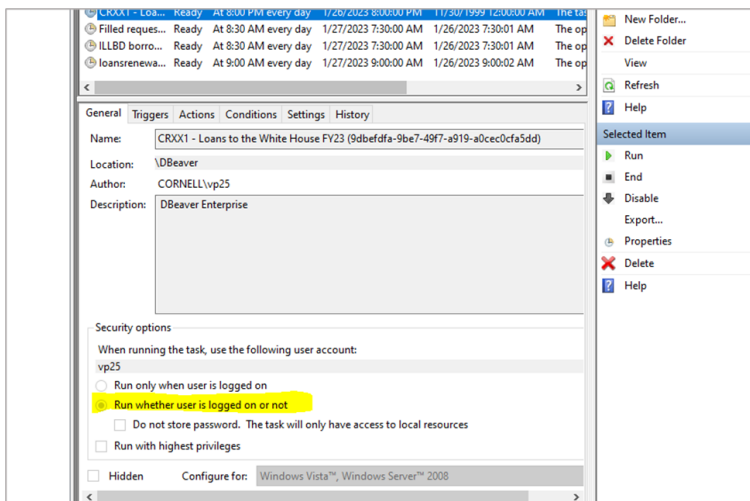 CRXX1 - Loa... Ready At 8:00 PM every day 1/26/2023 8:00:00 PM 11/30/1999 12:00:00 AM The tas
Filled reques... Ready At 8:30 AM every day 1/27/2023 7:30:00 AM 1/26/2023 7:30:01 AM The op
ILLBD borro... Ready At 8:30 AM every day 1/27/2023 7:30:00 AM 1/26/2023 7:30:01 AM The op
loansrenewa... Ready At 9:00 AM every day 1/27/2023 9:00:00 AM 1/26/2023 9:00:02 AM The op
General Triggers Actions Conditions Settings History
Name: CRXX1 - Loans to the White House FY23 (9dbefdfa-9be7-49f7-a919-a0cec0cfa5dd)
Location: \DBeaver
Author: CORNELL\vp25
Description: DBeaver Enterprise
Security options
When running the task, use the following user account:
vp25
Run only when user is logged on
Run whether user is logged on or not
Do not store password. The task will only have access to local resources
Run with highest privileges
Hidden Configure for: Windows Vista™, Windows Server™ 2008
New Folder...
Delete Folder
View
Refresh
Help
Selected Item
Run
End
Disable
Export...
Properties
Delete
Help